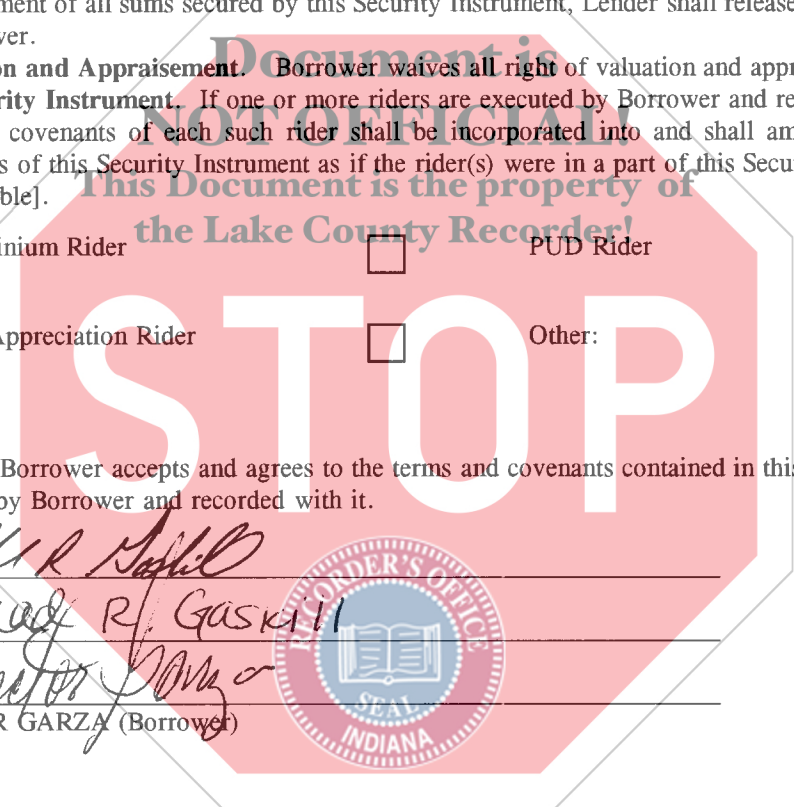 ment of all sums secured by this Security Instrument, Lender shall release
ver.
on and Appraisement. Borrower waives all right of valuation and appr
rity Instrument. If one or more riders are executed by Borrower and re
covenants of each such rider shall be incorporated into and shall am
s of this Security Instrument as if the rider(s) were in a part of this Secu
ble].
Document is
NOT OFFICIAL!
This Document is the property of
the Lake County Recorder!
inium Rider
PUD Rider
Appreciation Rider
Other:
STOP
Borrower accepts and agrees to the terms and covenants contained in this
by Borrower and recorded with it.
R Gaskill
R. Gaskill
Garza
R GARZA (Borrower)
RECORDER'S OFFICE
SEAL
INDIANA